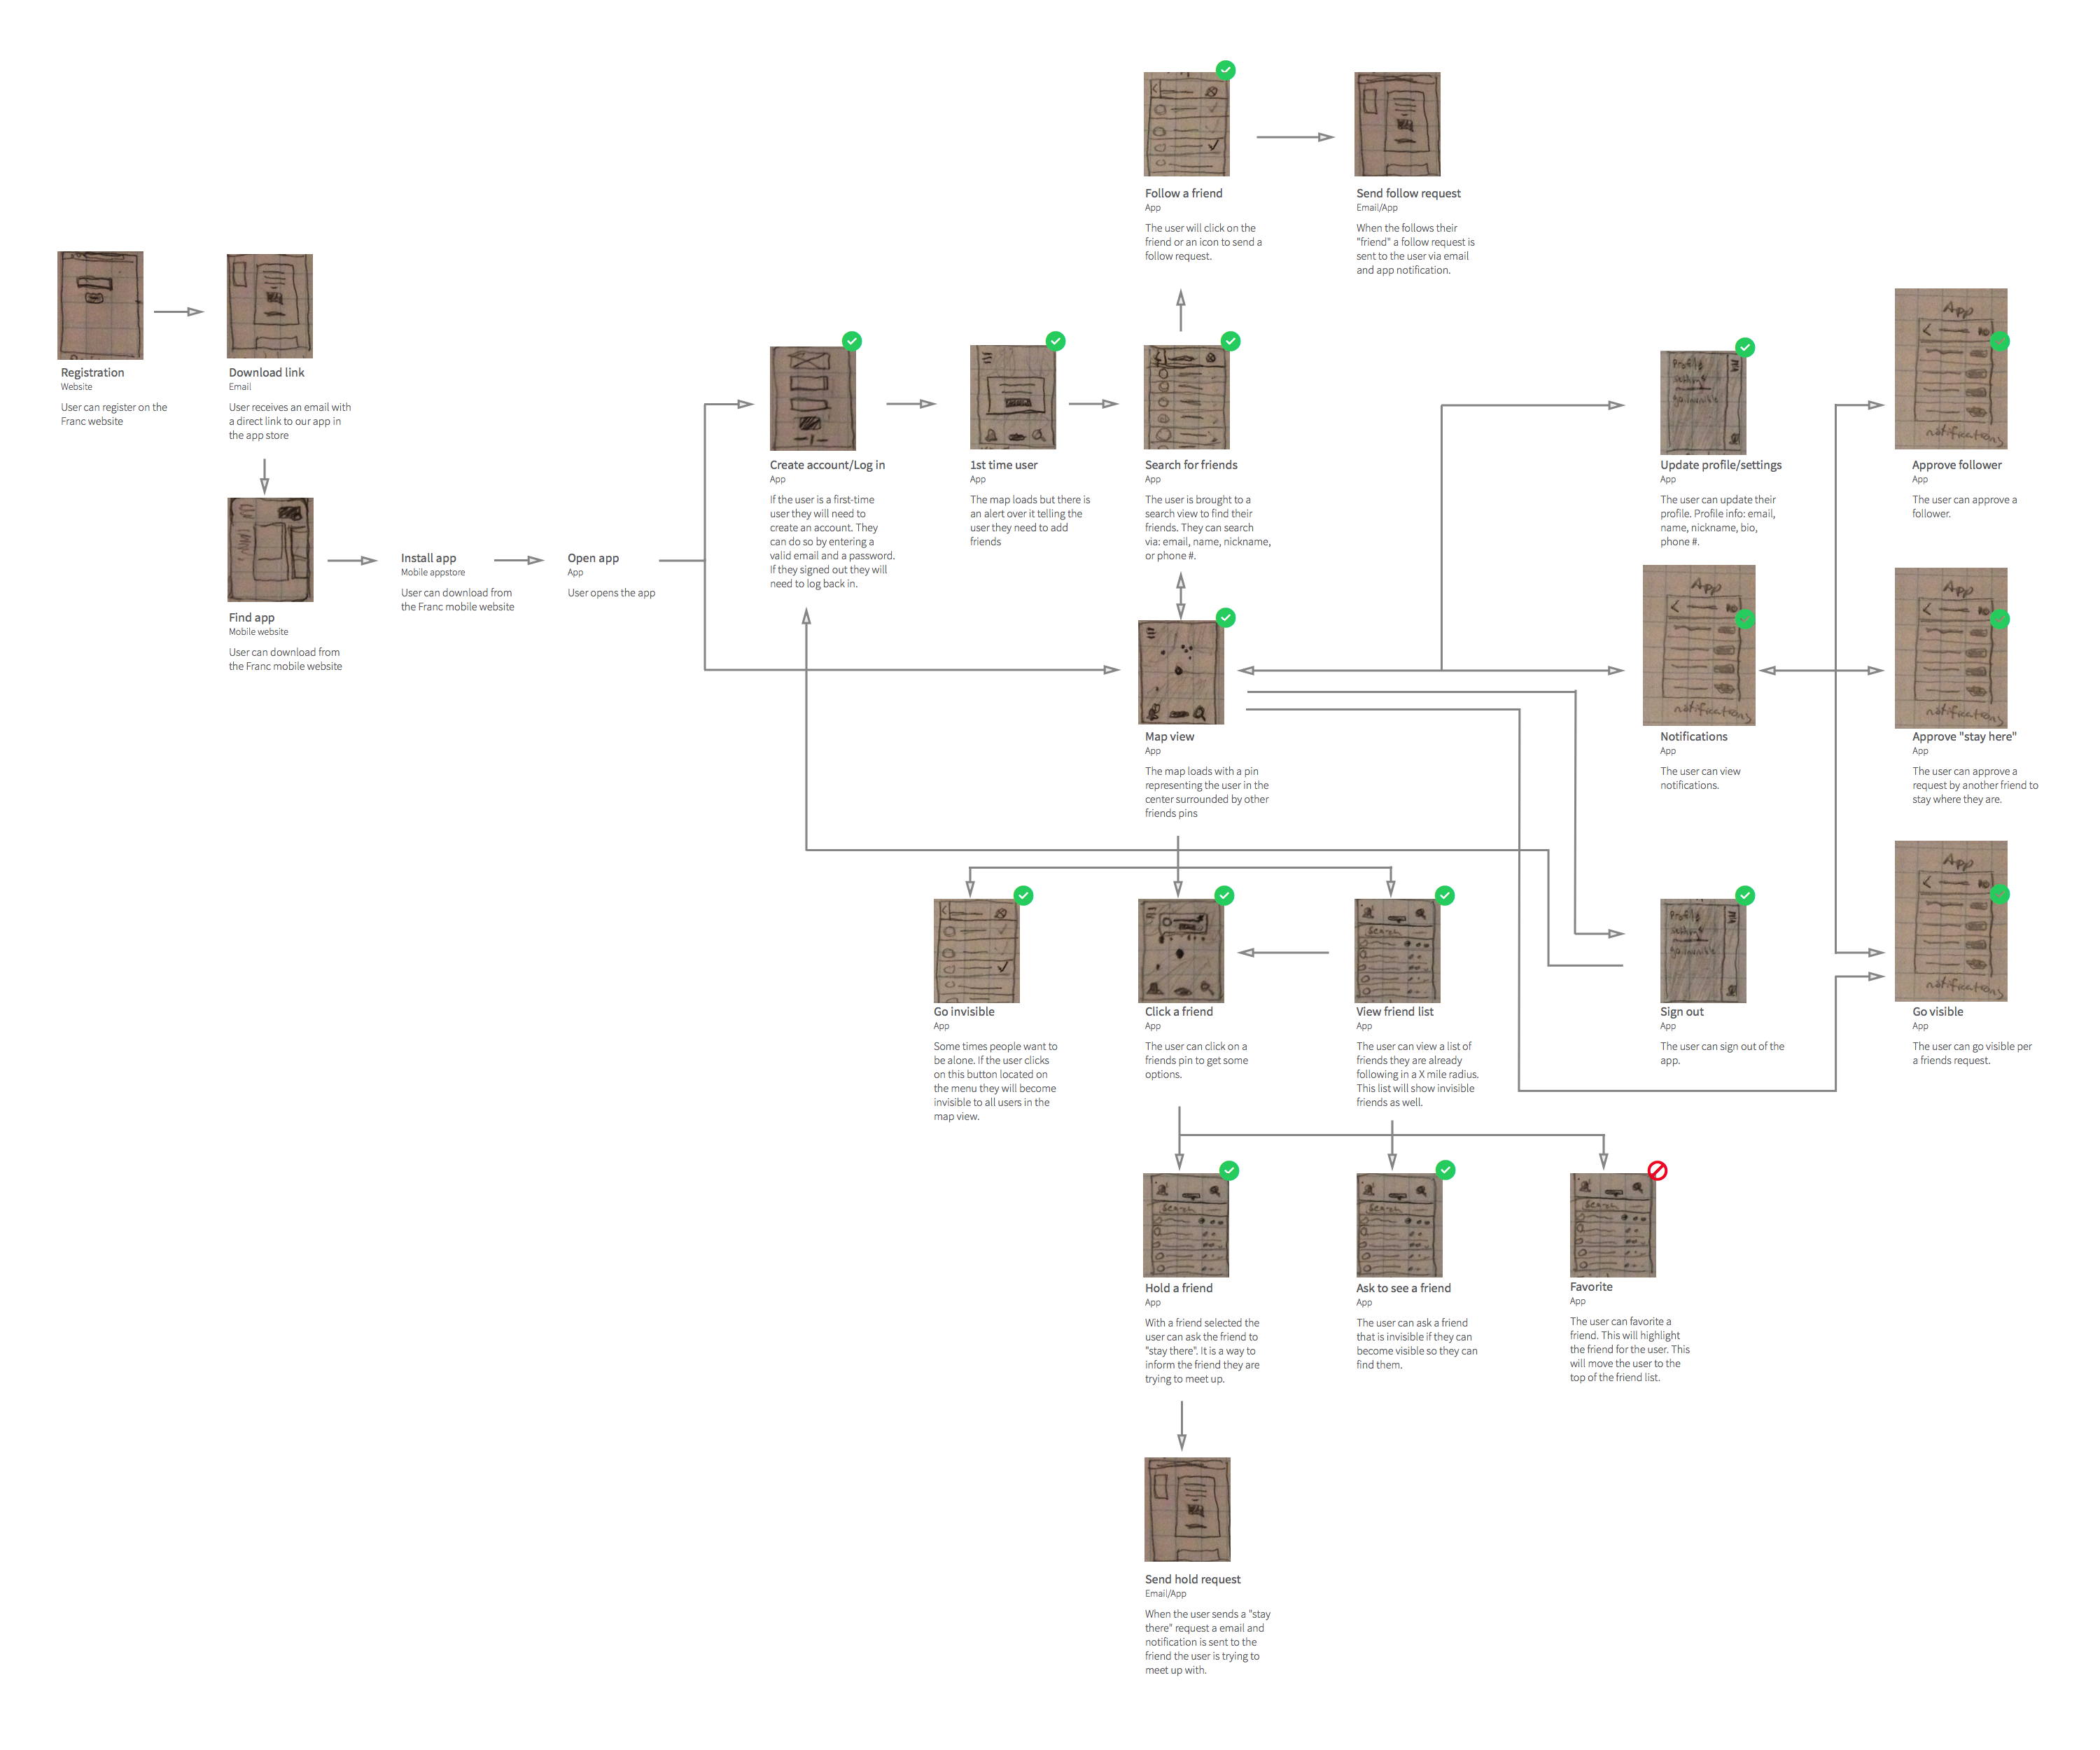 Follow a friend
App
The user will click on the
friend or an icon to send a
follow request.
Send follow request
Email/App
When the follows their
"friend" a follow request is
sent to the user via email
and app notification.
Registration
Website
User can register on the
Franc website
Download link
Email
User receives an email with
a direct link to our app in
the app store
Find app
Mobile website
User can download from
the Franc mobile website
Install app
Mobile appstore
User can download from
the Franc mobile website
Open app
App
User opens the app
Create account/Log in
App
If the user is a first-time
user they will need to
create an account. They
can do so by entering a
valid email and a password.
If they signed out they will
need to log back in.
1st time user
App
The map loads but there is
an alert over it telling the
user they need to add
friends
Search for friends
App
The user is brought to a
search view to find their
friends. They can search
via: email, name, nickname,
or phone #.
Profile
settings
go invisible
Update profile/settings
App
The user can update their
profile. Profile info: email,
name, nickname, bio,
phone #.
App
notifications
Approve follower
App
The user can approve a
follower.
Map view
App
The map loads with a pin
representing the user in the
center surrounded by other
friends pins
App
notifications
Notifications
App
The user can view
notifications.
App
notifications
Approve "stay here"
App
The user can approve a
request by another friend to
stay where they are.
Go invisible
App
Some times people want to
be alone. If the user clicks
on this button located on
the menu they will become
invisible to all users in the
map view.
Click a friend
App
The user can click on a
friends pin to get some
options.
Search
View friend list
App
The user can view a list of
friends they are already
following in a X mile radius.
This list will show invisible
friends as well.
Profile
settings
go invisible
Sign out
App
The user can sign out of the
app.
App
notifications
Go visible
App
The user can go visible per
a friends request.
Search
Hold a friend
App
With a friend selected the
user can ask the friend to
"stay there". It is a way to
inform the friend they are
trying to meet up.
Search
Ask to see a friend
App
The user can ask a friend
that is invisible if they can
become visible so they can
find them.
Search
Favorite
App
The user can favorite a
friend. This will highlight
the friend for the user. This
will move the user to the
top of the friend list.
Send hold request
Email/App
When the user sends a "stay
there" request a email and
notification is sent to the
friend the user is trying to
meet up with.